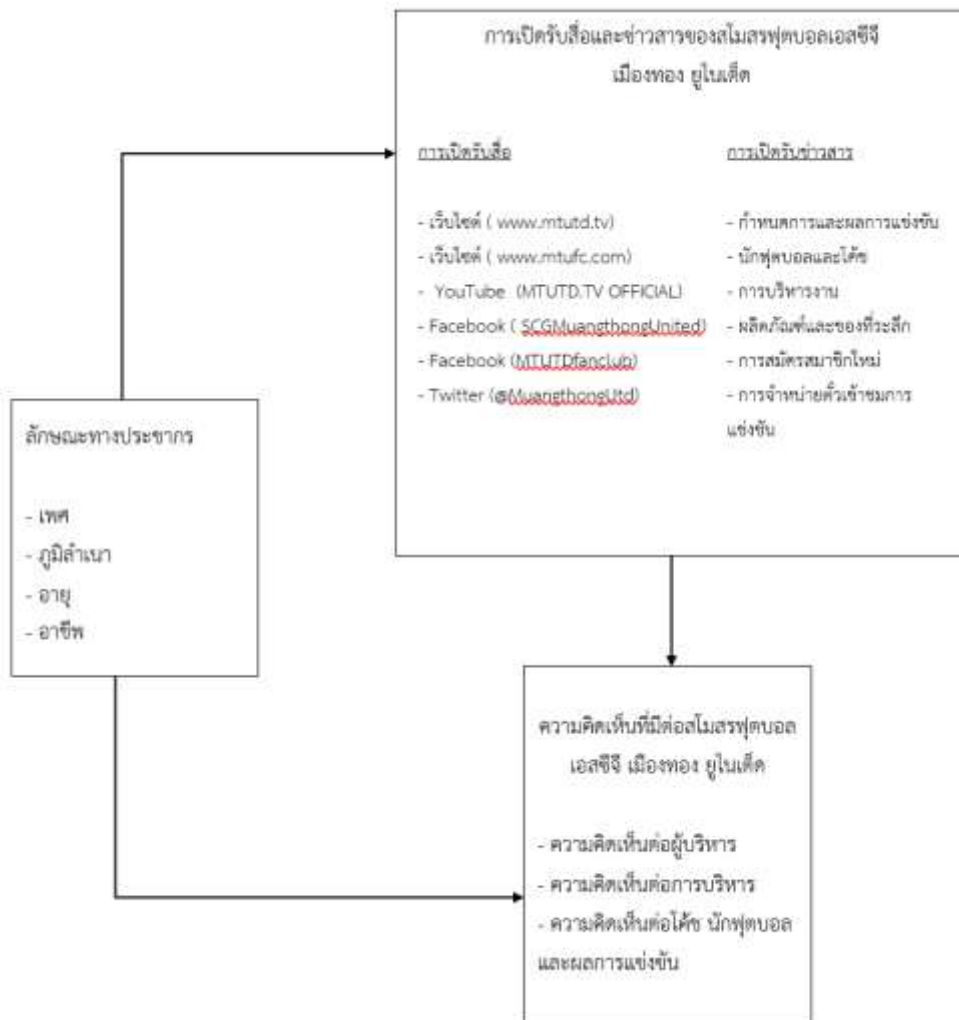 การเปิดรับสื่อและข่าวสารของสโมสรฟุตบอลเอสซีจี
เมืองทอง ยูไนเต็ด
การเปิดรับสื่อ
- เว็บไซต์ ( www.mtutd.tv)
- เว็บไซต์ ( www.mtufc.com)
- YouTube (MTUTD.TV OFFICIAL)
- Facebook ( SCGMuangthongUnited)
- Facebook (MTUTDfanclub)
- Twitter (@MuangthongUtd)
การเปิดรับข่าวสาร
- กำหนดการและผลการแข่งขัน
- นักฟุตบอลและโค้ช
- การบริหารงาน
- ผลิตภัณฑ์และของที่ระลึก
- การสมัครสมาชิกใหม่
- การจำหน่ายตั๋วเข้าชมการ
แข่งขัน
ลักษณะทางประชากร
- เพศ
- ภูมิลำเนา
- อายุ
- อาชีพ
ความคิดเห็นที่มีต่อสโมสรฟุตบอล
เอสซีจี เมืองทอง ยูไนเต็ด
- ความคิดเห็นต่อผู้บริหาร
- ความคิดเห็นต่อการบริหาร
- ความคิดเห็นต่อโค้ช นักฟุตบอล
และผลการแข่งขัน